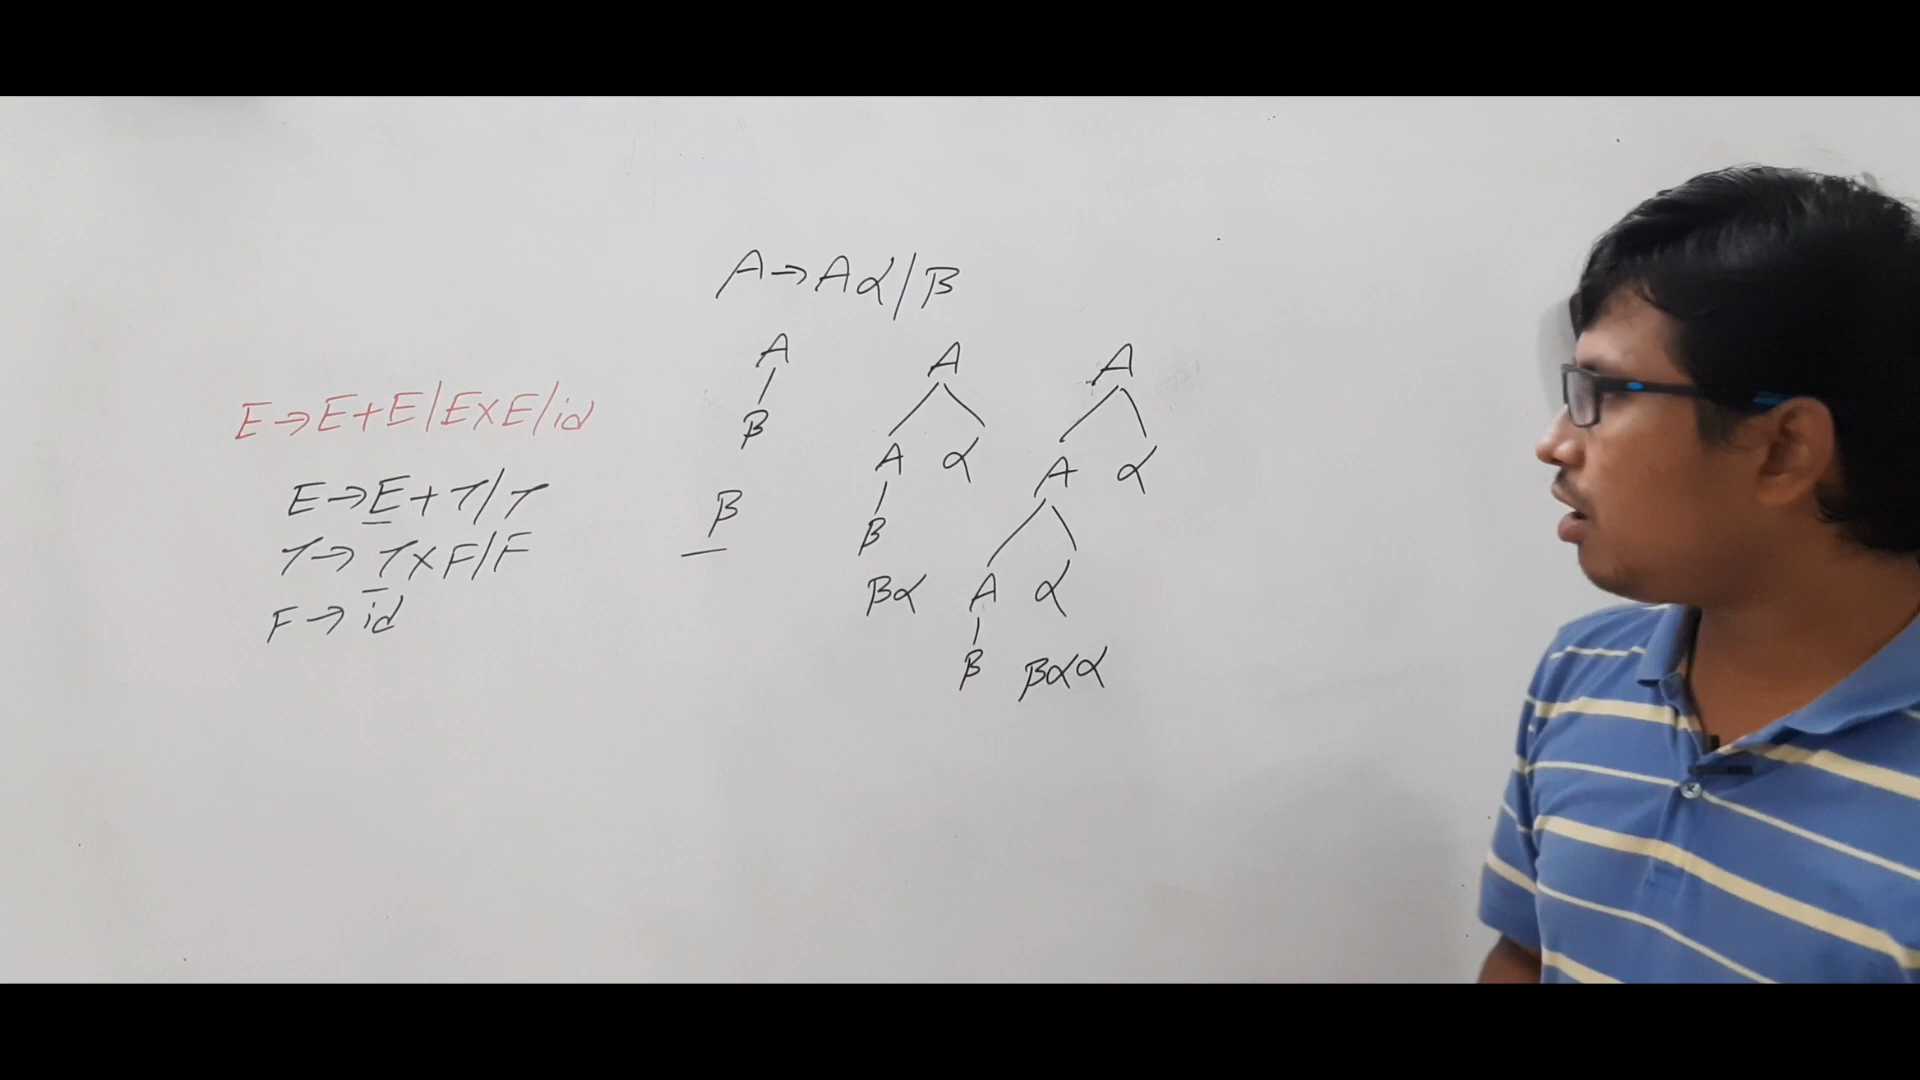 A→Aα/β
E→E+E/E×E/id
E→E+T/T
T→T×F/F
F→id
A A A
β A α A α
β β A α
βα β βαα